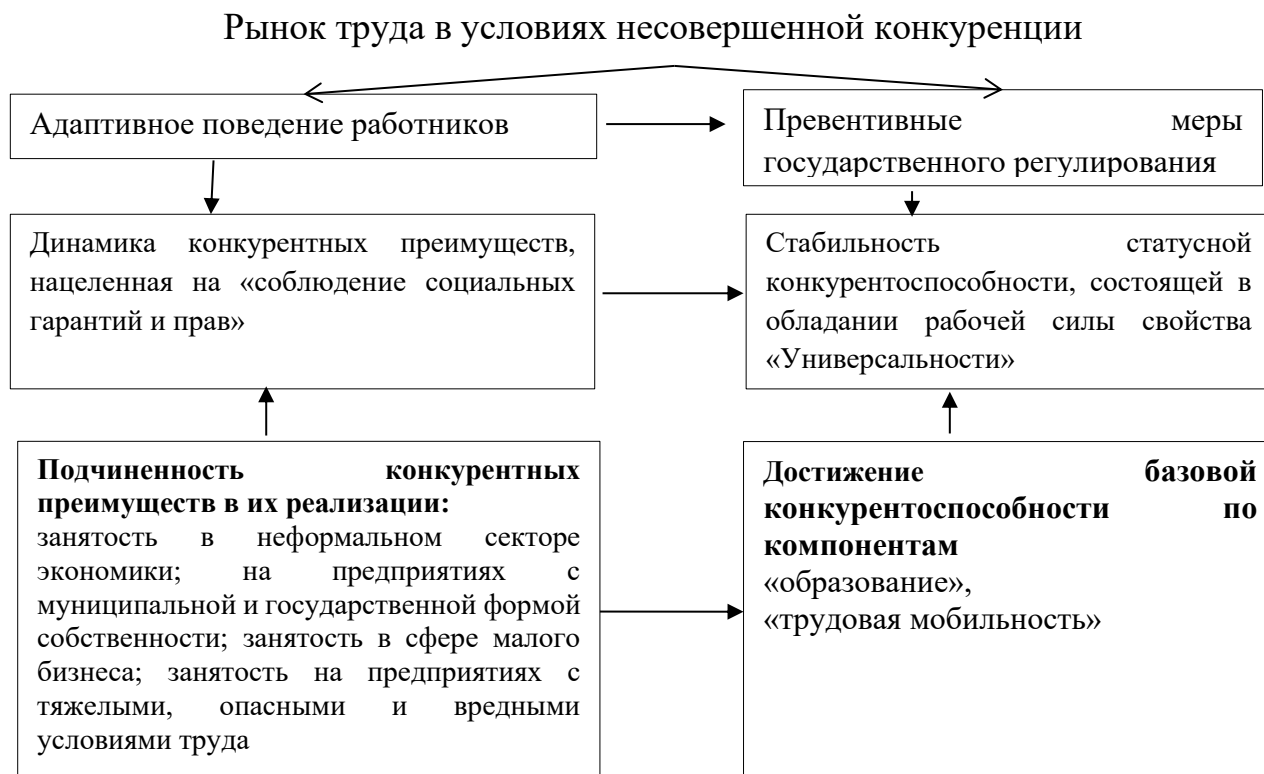 Рынок труда в условиях несовершенной конкуренции
Адаптивное поведение работников
Превентивные меры
государственного регулирования
Динамика конкурентных преимуществ,
нацеленная на «соблюдение социальных
гарантий и прав»
Стабильность статусной
конкурентоспособности, состоящей в
обладании рабочей силы свойства
«Универсальности»
Подчиненность конкурентных
преимуществ в их реализации:
занятость в неформальном секторе
экономики; на предприятиях с
муниципальной и государственной формой
собственности; занятость в сфере малого
бизнеса; занятость на предприятиях с
тяжелыми, опасными и вредными
условиями труда
Достижение базовой
конкурентоспособности по
компонентам
«образование»,
«трудовая мобильность»